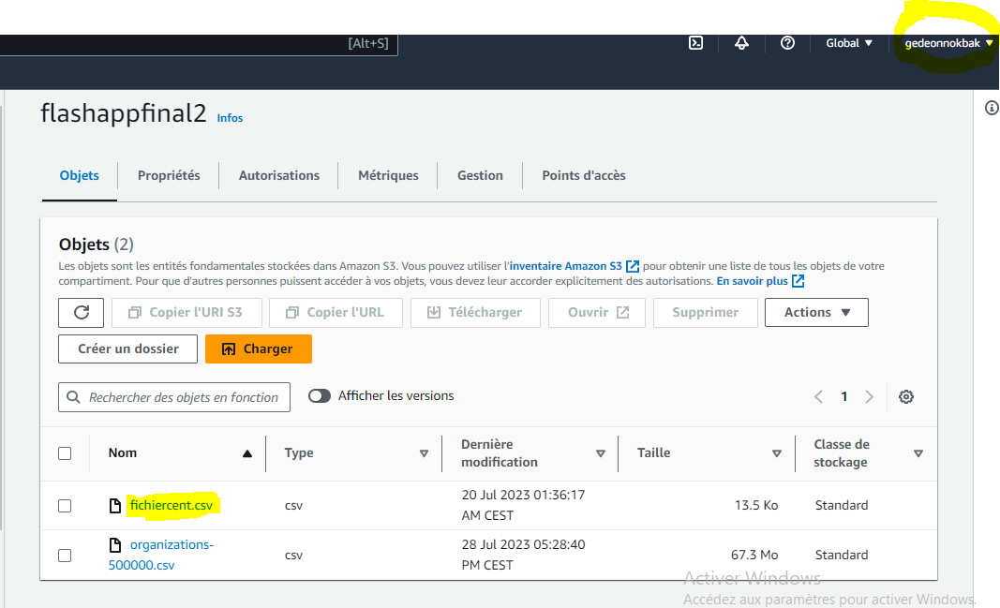 [Alt+S] Global gedeonnokbak
flashappfinal2 Infos
Objets Propriétés Autorisations Métriques Gestion Points d'accès
Objets (2)
Les objets sont les entités fondamentales stockées dans Amazon S3. Vous pouvez utiliser l'inventaire Amazon S3 pour obtenir une liste de tous les objets de votre
compartiment. Pour que d'autres personnes puissent accéder à vos objets, vous devez leur accorder explicitement des autorisations. En savoir plus
Copier l'URI S3 Copier l'URL Télécharger Ouvrir Supprimer Actions
Créer un dossier Charger
Rechercher des objets en fonction Afficher les versions 1
Nom Type Dernière modification Taille Classe de stockage
fichiercent.csv csv 20 Jul 2023 01:36:17 AM CEST 13.5 Ko Standard
organizations-500000.csv csv 28 Jul 2023 05:28:40 PM CEST 67.3 Mo Standard
Activer Windows
Accédez aux paramètres pour activer Windows.